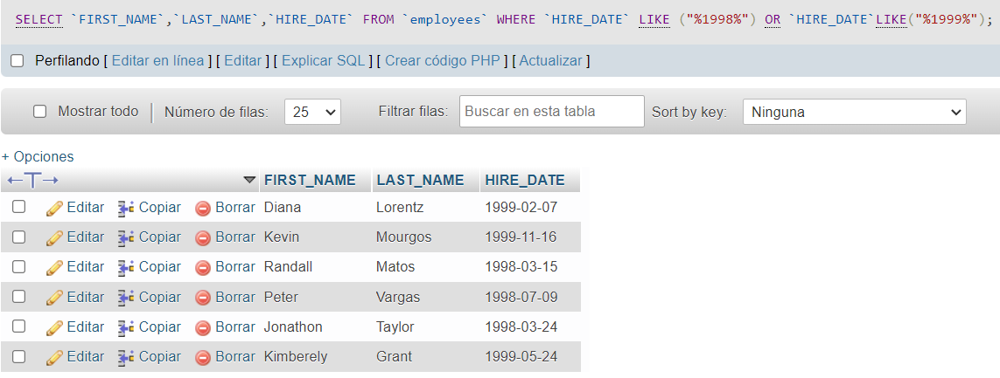 SELECT `FIRST_NAME`,`LAST_NAME`,`HIRE_DATE` FROM `employees` WHERE `HIRE_DATE` LIKE ("%1998%") OR `HIRE_DATE`LIKE("%1999%");
Perfilando [ Editar en línea ] [ Editar ] [ Explicar SQL ] [ Crear código PHP ] [ Actualizar ]
Mostrar todo Número de filas: 25 Filtrar filas: Buscar en esta tabla Sort by key: Ninguna
+ Opciones
←T→ FIRST_NAME LAST_NAME HIRE_DATE
Editar Copiar Borrar Diana Lorentz 1999-02-07
Editar Copiar Borrar Kevin Mourgos 1999-11-16
Editar Copiar Borrar Randall Matos 1998-03-15
Editar Copiar Borrar Peter Vargas 1998-07-09
Editar Copiar Borrar Jonathon Taylor 1998-03-24
Editar Copiar Borrar Kimberely Grant 1999-05-24